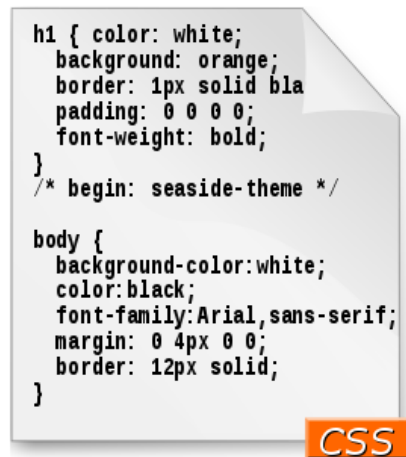 h1 { color: white;
background: orange;
border: 1px solid bla
padding: 0 0 0 0;
font-weight: bold;
}
/* begin: seaside-theme */
body {
background-color:white;
color:black;
font-family:Arial,sans-serif;
margin: 0 4px 0 0;
border: 12px solid;
}
CSS